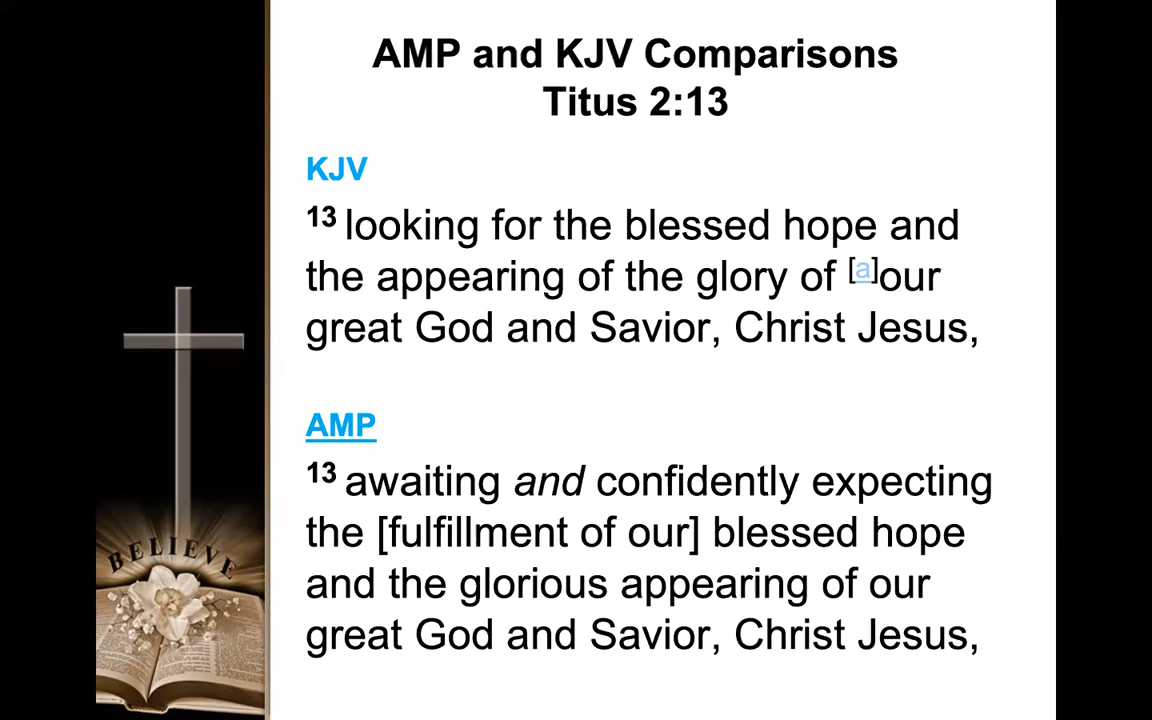 AMP and KJV Comparisons
Titus 2:13
KJV
13 looking for the blessed hope and
the appearing of the glory of [a]our
great God and Savior, Christ Jesus,
AMP
13 awaiting and confidently expecting
the [fulfillment of our] blessed hope
and the glorious appearing of our
great God and Savior, Christ Jesus,
BELIEVE